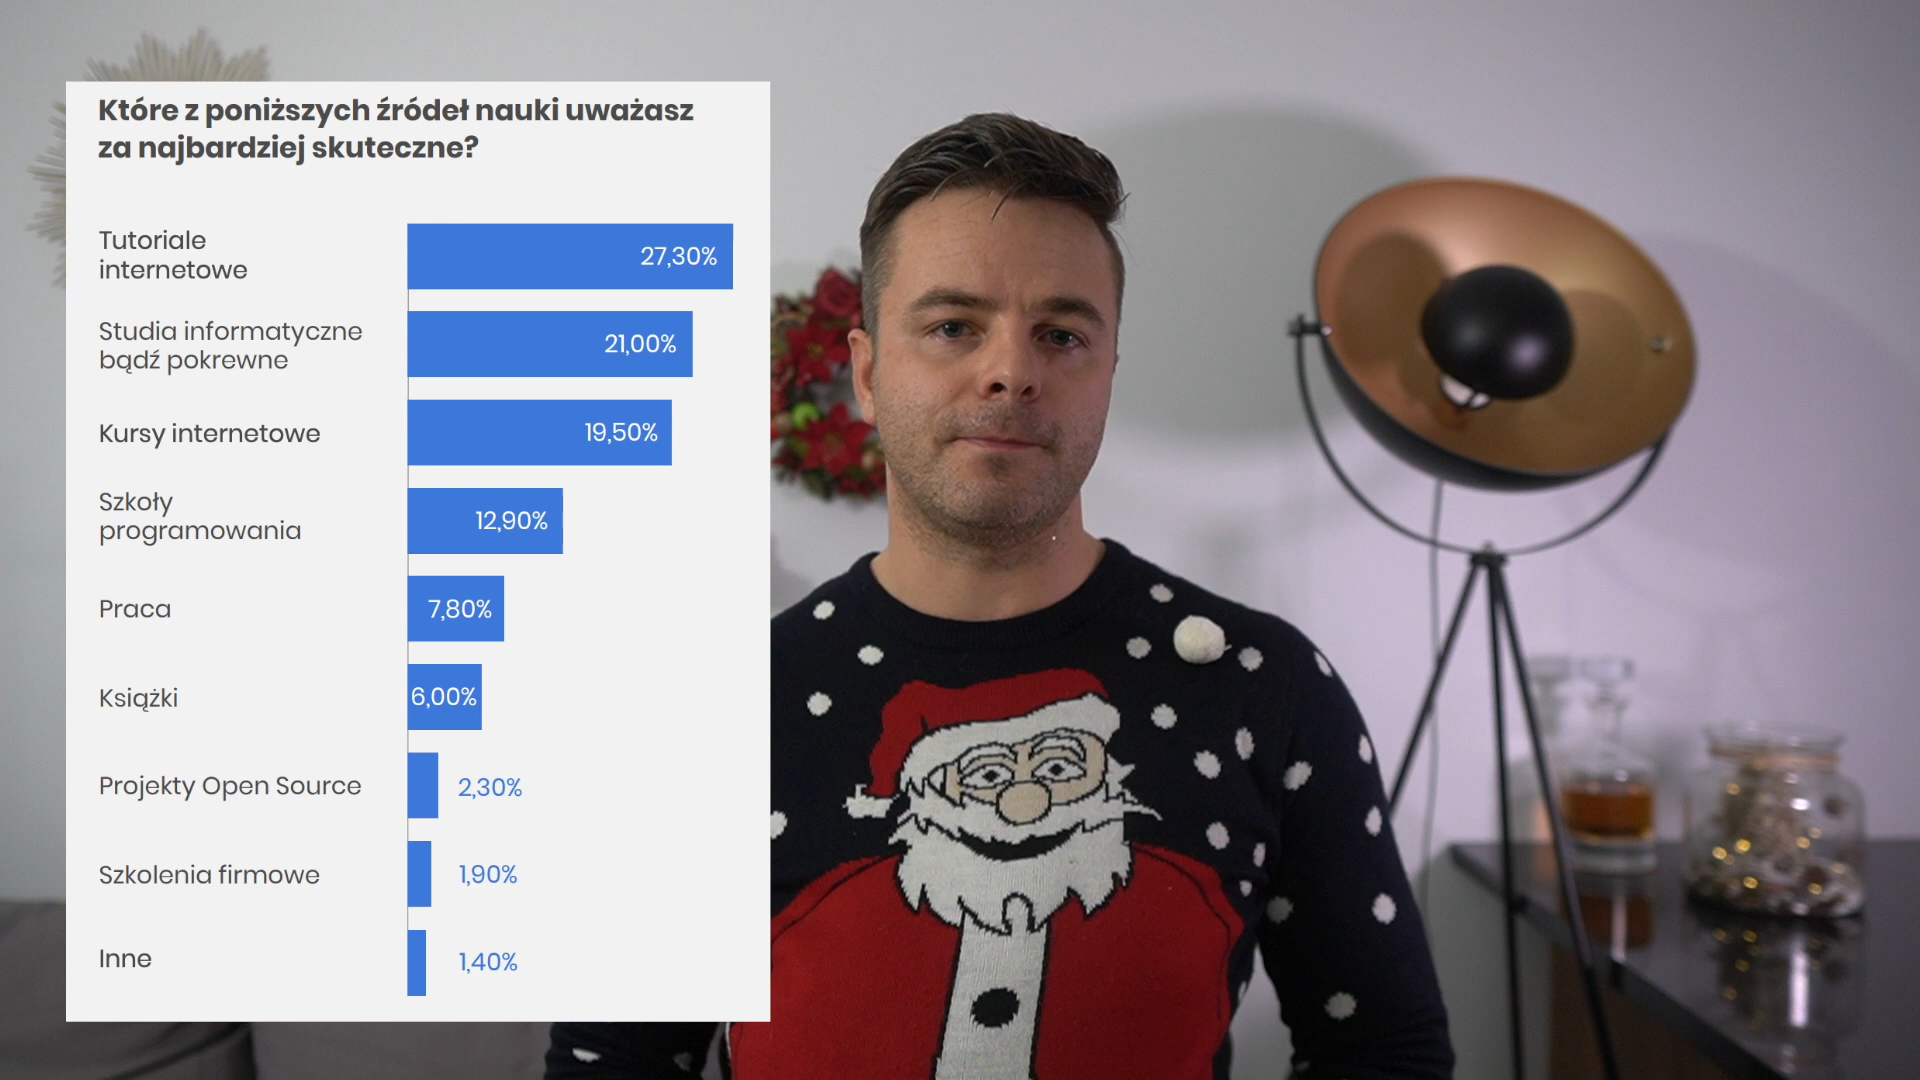 Które z poniższych źródeł nauki uważasz
za najbardziej skuteczne?
Tutoriale
internetowe
27,30%
Studia informatyczne
bądź pokrewne
21,00%
Kursy internetowe
19,50%
Szkoły
programowania
12,90%
Praca
7,80%
Książki
6,00%
Projekty Open Source
2,30%
Szkolenia firmowe
1,90%
Inne
1,40%